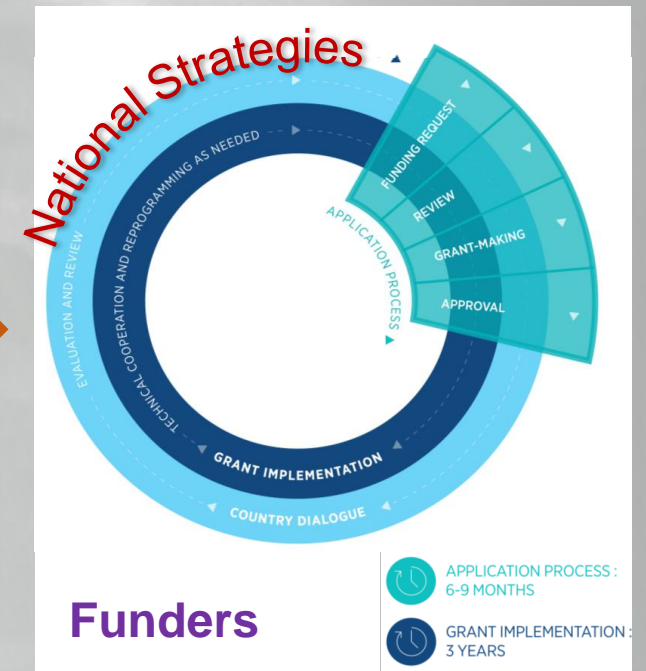 National Strategies
EVALUATION AND REVIEW
TECHNICAL COOPERATION AND REPROGRAMMING AS NEEDED
FUNDING REQUEST
REVIEW
GRANT-MAKING
APPROVAL
APPLICATION PROCESS
GRANT IMPLEMENTATION
COUNTRY DIALOGUE
Funders
APPLICATION PROCESS :
6-9 MONTHS
GRANT IMPLEMENTATION :
3 YEARS